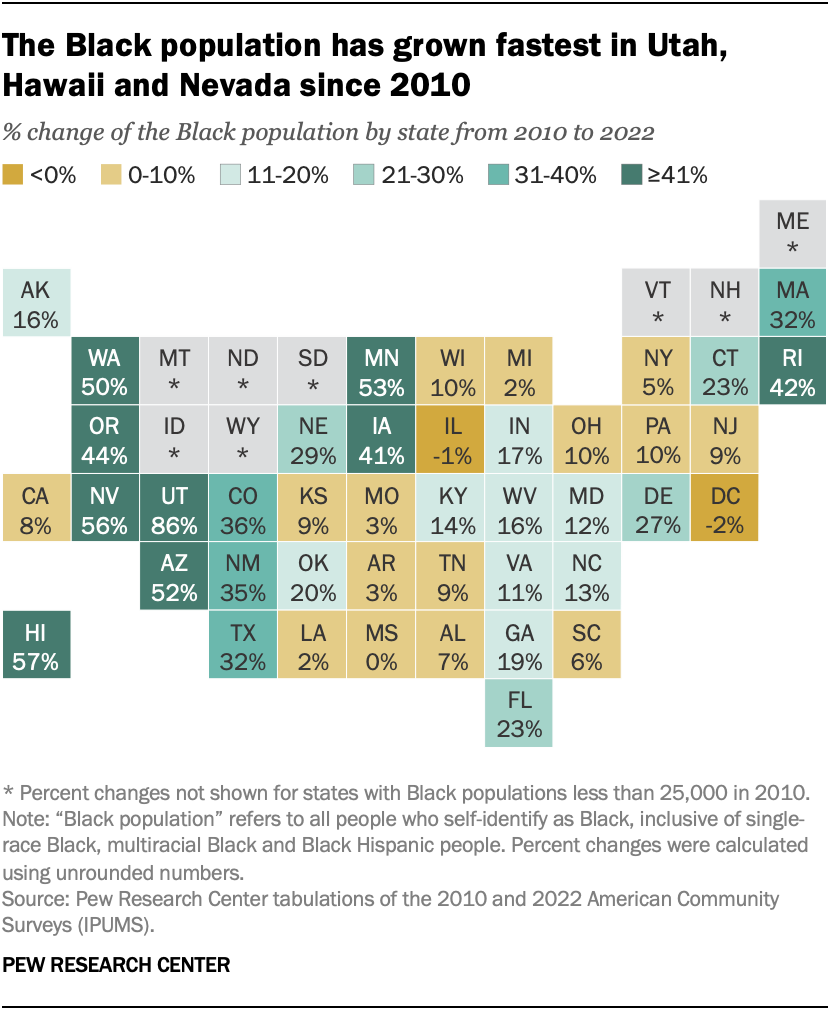 The Black population has grown fastest in Utah,
Hawaii and Nevada since 2010
% change of the Black population by state from 2010 to 2022
<0% 0-10% 11-20% 21-30% 31-40% ≥41%
ME
*
AK VT NH MA
16% * * 32%
WA MT ND SD MN WI MI NY CT RI
50% * * * 53% 10% 2% 5% 23% 42%
OR ID WY NE IA IL IN OH PA NJ
44% * * 29% 41% -1% 17% 10% 10% 9%
CA NV UT CO KS MO KY WV MD DE DC
8% 56% 86% 36% 9% 3% 14% 16% 12% 27% -2%
AZ NM OK AR TN VA NC
52% 35% 20% 3% 9% 11% 13%
HI TX LA MS AL GA SC
57% 32% 2% 0% 7% 19% 6%
FL
23%
* Percent changes not shown for states with Black populations less than 25,000 in 2010.
Note: “Black population” refers to all people who self-identify as Black, inclusive of single-
race Black, multiracial Black and Black Hispanic people. Percent changes were calculated
using unrounded numbers.
Source: Pew Research Center tabulations of the 2010 and 2022 American Community
Surveys (IPUMS).
PEW RESEARCH CENTER